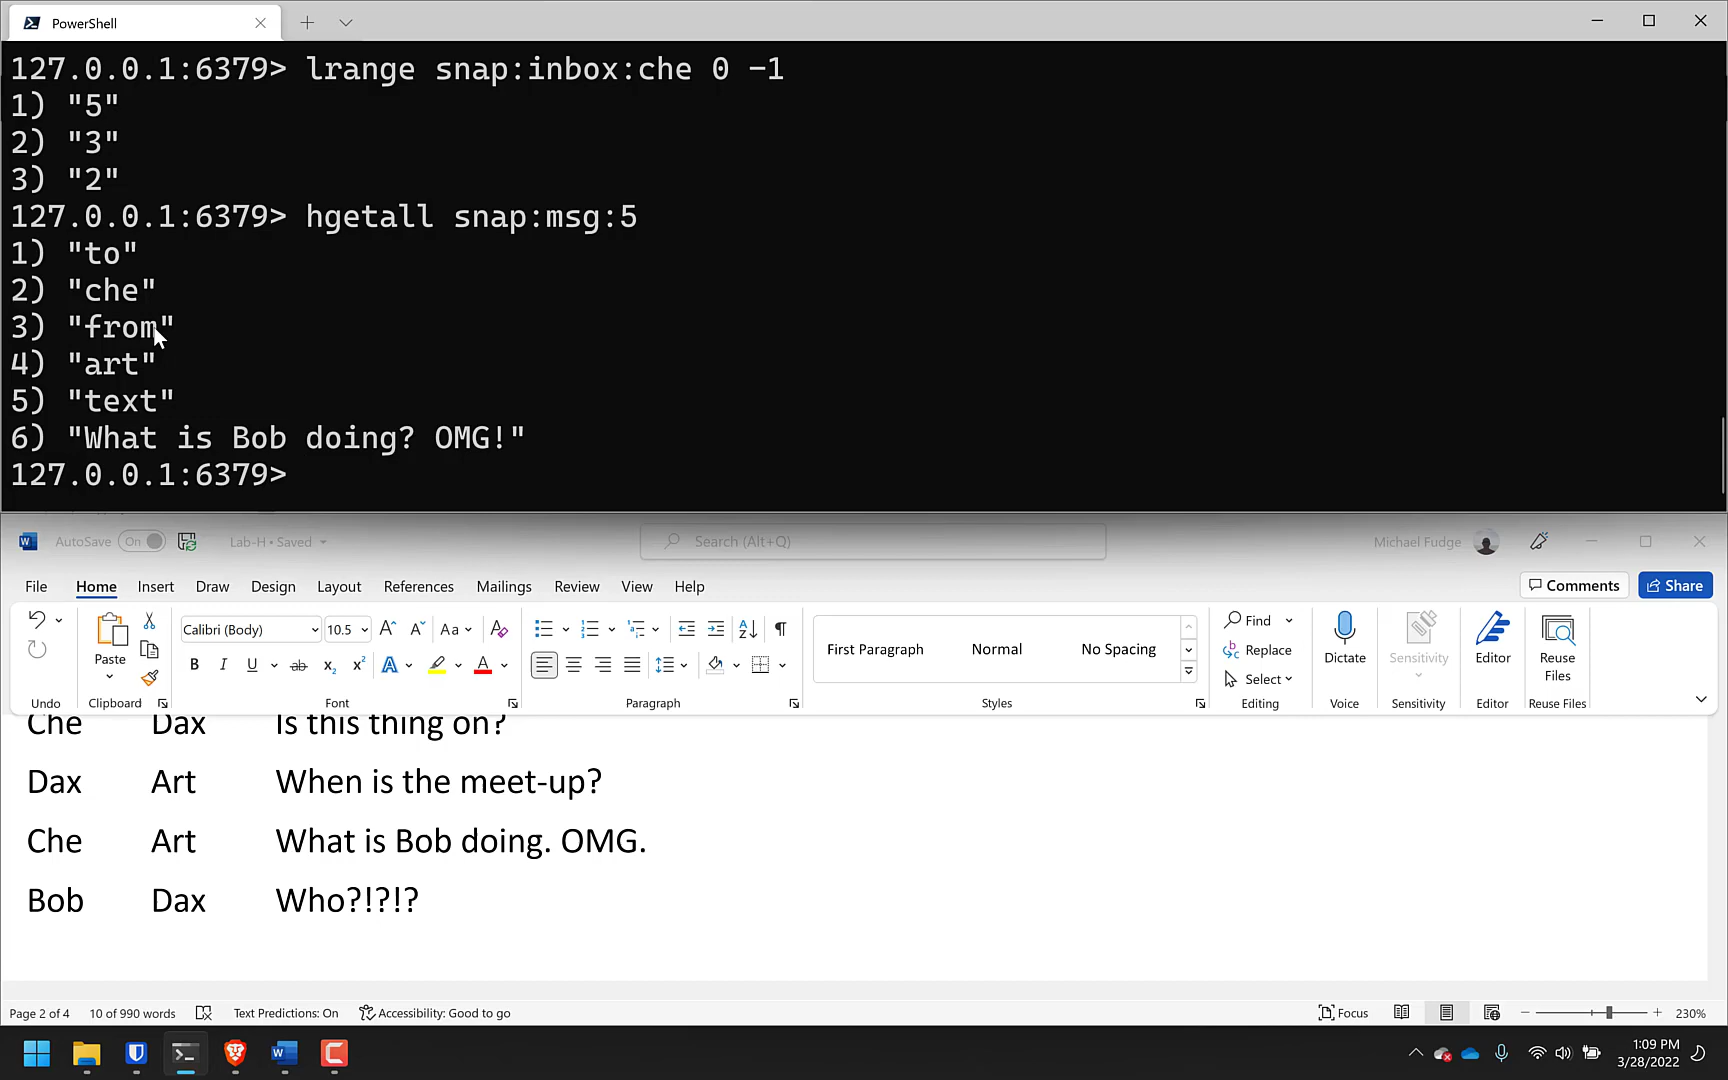 PowerShell
127.0.0.1:6379> lrange snap:inbox:che 0 -1
1) "5"
2) "3"
3) "2"
127.0.0.1:6379> hgetall snap:msg:5
1) "to"
2) "che"
3) "from"
4) "art"
5) "text"
6) "What is Bob doing? OMG!"
127.0.0.1:6379>
AutoSave On Lab-H • Saved Search (Alt+Q) Michael Fudge
File Home Insert Draw Design Layout References Mailings Review View Help Comments Share
Calibri (Body) 10.5 Aa
Paste
First Paragraph Normal No Spacing
Find
Replace
Select
Dictate Sensitivity Editor Reuse Files
Undo Clipboard Font Paragraph Styles Editing Voice Sensitivity Editor Reuse Files
Che Dax Is this thing on?
Dax Art When is the meet-up?
Che Art What is Bob doing. OMG.
Bob Dax Who?!?!?
Page 2 of 4 10 of 990 words Text Predictions: On Accessibility: Good to go Focus 230%
1:09 PM
3/28/2022